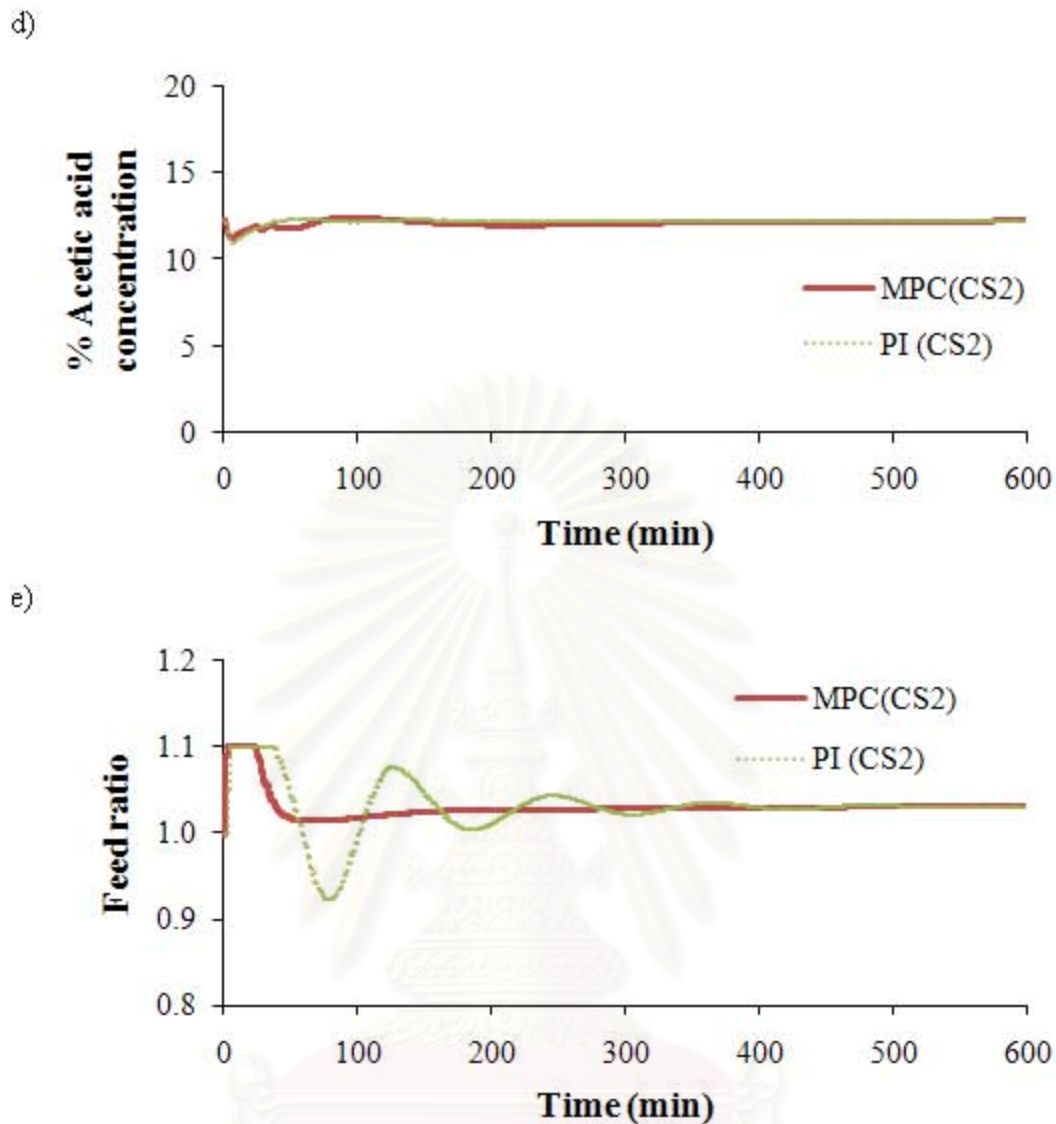 d)
20
15
10
5
0
% Acetic acid
concentration
MPC(CS2)
PI (CS2)
0 100 200 300 400 500 600
Time (min)
e)
1.2
1.1
1.0
0.9
0.8
Feed ratio
MPC(CS2)
PI (CS2)
0 100 200 300 400 500 600
Time (min)